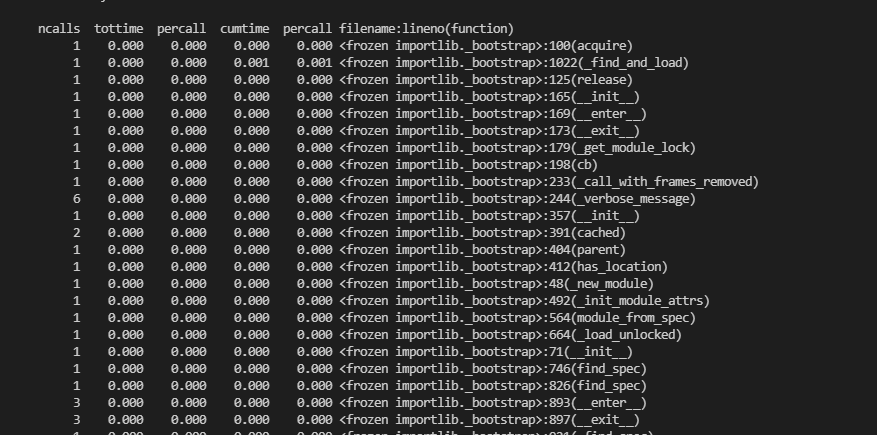 ncalls tottime percall cumtime percall filename:lineno(function)
1 0.000 0.000 0.000 0.000 <frozen importlib._bootstrap>:100(acquire)
1 0.000 0.000 0.001 0.001 <frozen importlib._bootstrap>:1022(_find_and_load)
1 0.000 0.000 0.000 0.000 <frozen importlib._bootstrap>:125(release)
1 0.000 0.000 0.000 0.000 <frozen importlib._bootstrap>:165(__init__)
1 0.000 0.000 0.000 0.000 <frozen importlib._bootstrap>:169(__enter__)
1 0.000 0.000 0.000 0.000 <frozen importlib._bootstrap>:173(__exit__)
1 0.000 0.000 0.000 0.000 <frozen importlib._bootstrap>:179(_get_module_lock)
1 0.000 0.000 0.000 0.000 <frozen importlib._bootstrap>:198(cb)
1 0.000 0.000 0.000 0.000 <frozen importlib._bootstrap>:233(_call_with_frames_removed)
6 0.000 0.000 0.000 0.000 <frozen importlib._bootstrap>:244(_verbose_message)
1 0.000 0.000 0.000 0.000 <frozen importlib._bootstrap>:357(__init__)
2 0.000 0.000 0.000 0.000 <frozen importlib._bootstrap>:391(cached)
1 0.000 0.000 0.000 0.000 <frozen importlib._bootstrap>:404(parent)
1 0.000 0.000 0.000 0.000 <frozen importlib._bootstrap>:412(has_location)
1 0.000 0.000 0.000 0.000 <frozen importlib._bootstrap>:48(_new_module)
1 0.000 0.000 0.000 0.000 <frozen importlib._bootstrap>:492(_init_module_attrs)
1 0.000 0.000 0.000 0.000 <frozen importlib._bootstrap>:564(module_from_spec)
1 0.000 0.000 0.000 0.000 <frozen importlib._bootstrap>:664(_load_unlocked)
1 0.000 0.000 0.000 0.000 <frozen importlib._bootstrap>:71(__init__)
1 0.000 0.000 0.000 0.000 <frozen importlib._bootstrap>:746(find_spec)
1 0.000 0.000 0.000 0.000 <frozen importlib._bootstrap>:826(find_spec)
3 0.000 0.000 0.000 0.000 <frozen importlib._bootstrap>:893(__enter__)
3 0.000 0.000 0.000 0.000 <frozen importlib._bootstrap>:897(__exit__)